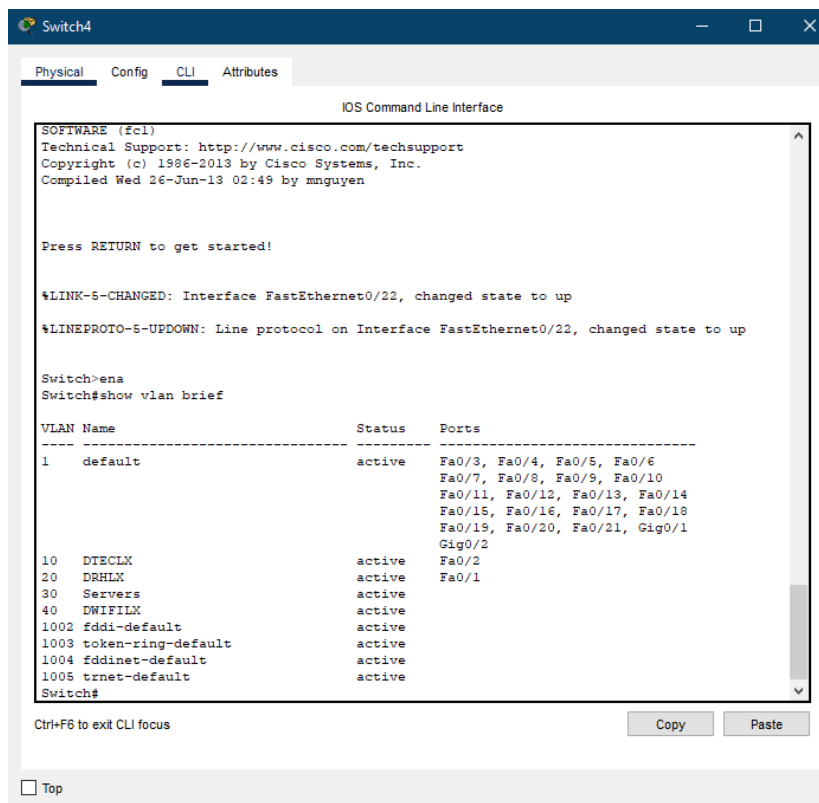 Switch4
Physical Config CLI Attributes
IOS Command Line Interface
SOFTWARE (fc1)
Technical Support: http://www.cisco.com/techsupport
Copyright (c) 1986-2013 by Cisco Systems, Inc.
Compiled Wed 26-Jun-13 02:49 by mnguyen
Press RETURN to get started!
%LINK-5-CHANGED: Interface FastEthernet0/22, changed state to up
%LINEPROTO-5-UPDOWN: Line protocol on Interface FastEthernet0/22, changed state to up
Switch>ena
Switch#show vlan brief
VLAN Name                             Status    Ports
---- -------------------------------- --------- -------------------------------
1    default                          active    Fa0/3, Fa0/4, Fa0/5, Fa0/6
                                                Fa0/7, Fa0/8, Fa0/9, Fa0/10
                                                Fa0/11, Fa0/12, Fa0/13, Fa0/14
                                                Fa0/15, Fa0/16, Fa0/17, Fa0/18
                                                Fa0/19, Fa0/20, Fa0/21, Gig0/1
                                                Gig0/2
10   DTECLX                           active    Fa0/2
20   DRHLX                            active    Fa0/1
30   Servers                          active
40   DWIFILX                          active
1002 fddi-default                     active
1003 token-ring-default               active
1004 fddinet-default                  active
1005 trnet-default                    active
Switch#
Ctrl+F6 to exit CLI focus Copy Paste
Top